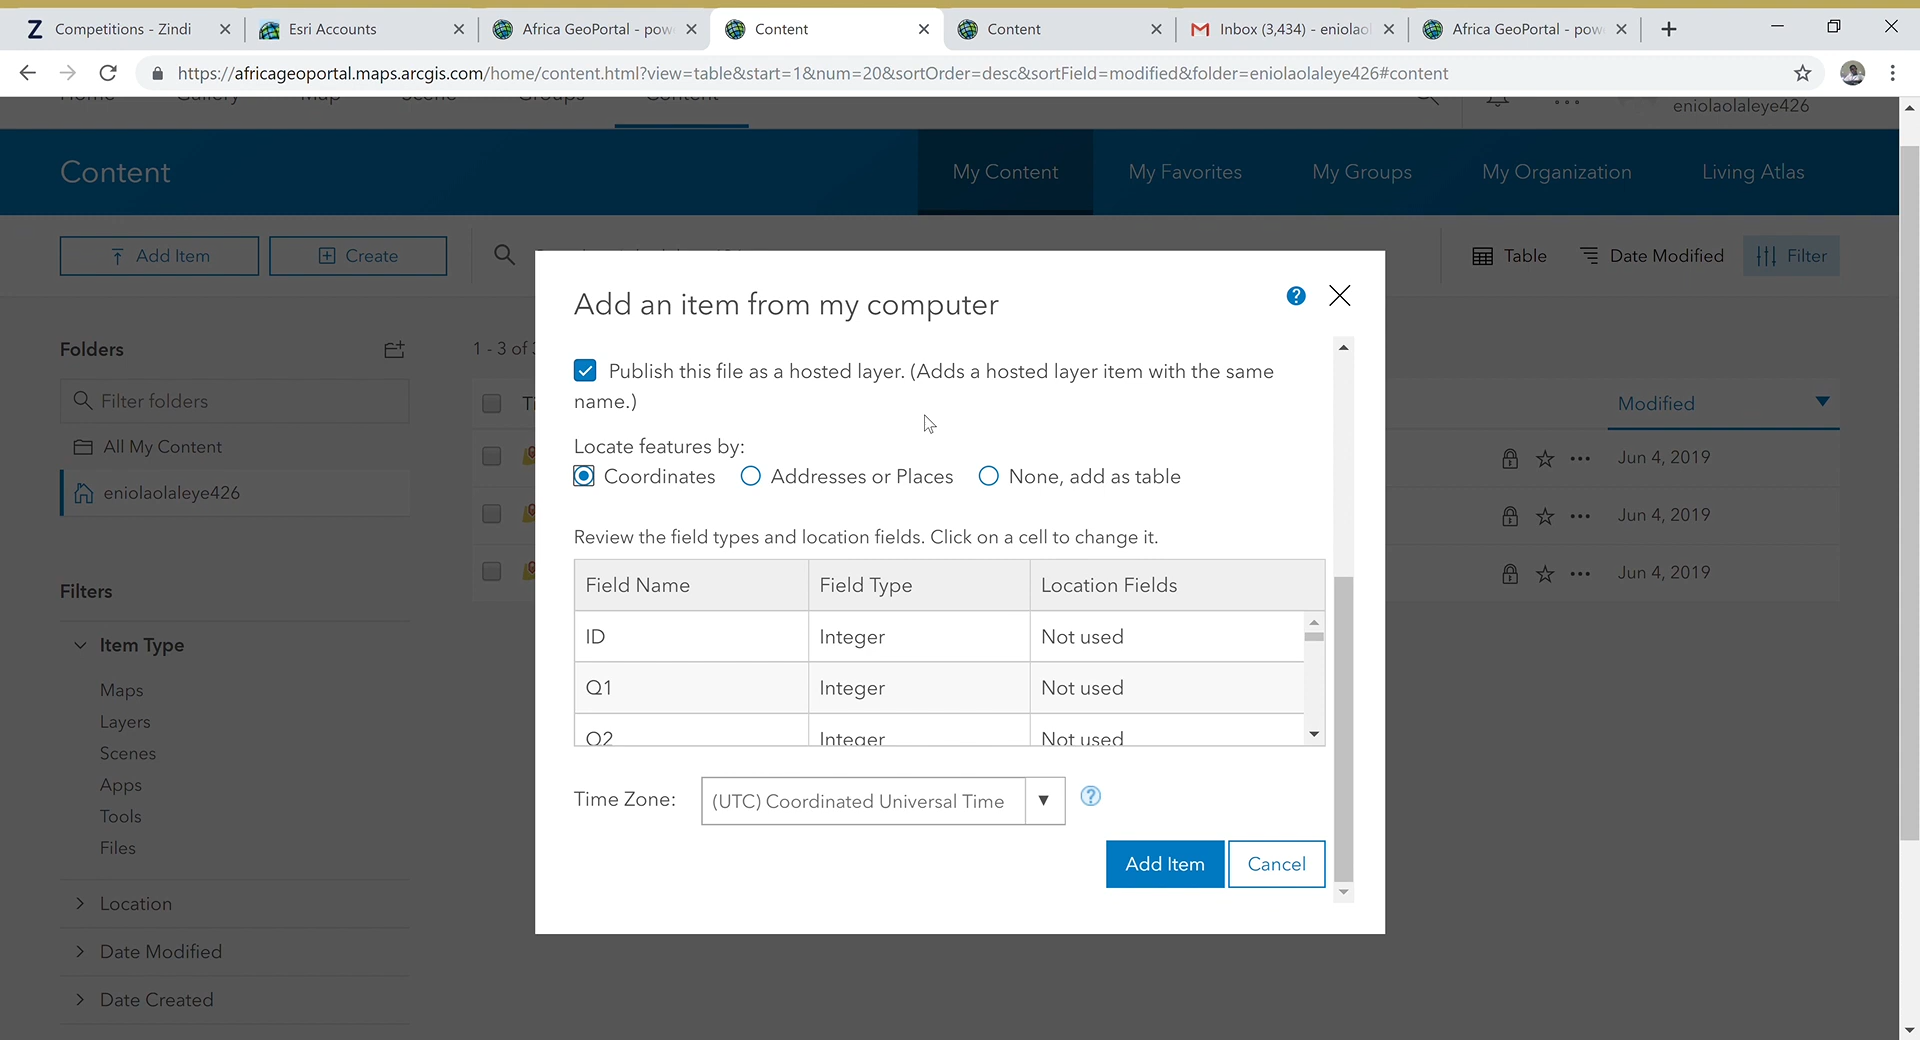 Competitions - Zindi
Esri Accounts
Africa GeoPortal - pow
Content
Content
Inbox (3,434) - eniolaol
Africa GeoPortal - pow
https://africageoportal.maps.arcgis.com/home/content.html?view=table&start=1&num=20&sortOrder=desc&sortField=modified&folder=eniolaolaleye426#content
Home Gallery Map Scene Groups Content
eniolaolaleye426
Content
My Content
My Favorites
My Groups
My Organization
Living Atlas
Add Item
Create
Table
Date Modified
Filter
Folders
1 - 3 of
Filter folders
All My Content
eniolaolaleye426
Modified
Jun 4, 2019
Jun 4, 2019
Jun 4, 2019
Filters
Item Type
Maps
Layers
Scenes
Apps
Tools
Files
Location
Date Modified
Date Created
Add an item from my computer
Publish this file as a hosted layer. (Adds a hosted layer item with the same
name.)
Locate features by:
Coordinates Addresses or Places None, add as table
Review the field types and location fields. Click on a cell to change it.
Field Name Field Type Location Fields
ID Integer Not used
Q1 Integer Not used
Q2 Integer Not used
Time Zone: (UTC) Coordinated Universal Time
Add Item Cancel